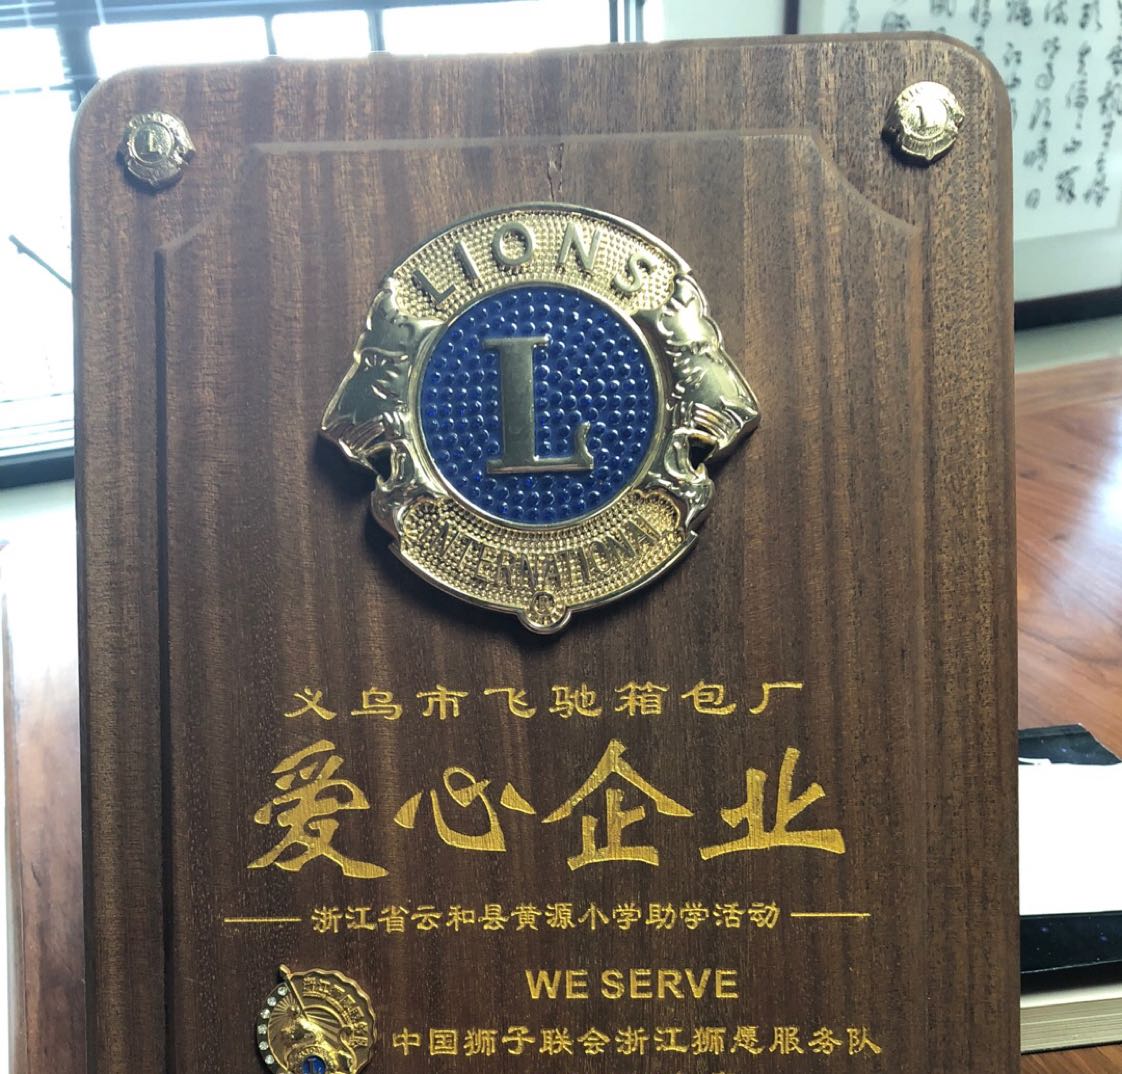 LIONS
L
INTERNATIONAL
义乌市飞驰箱包厂
爱心企业
浙江省云和县黄源小学助学活动
WE SERVE
中国狮子联会浙江狮愿服务队